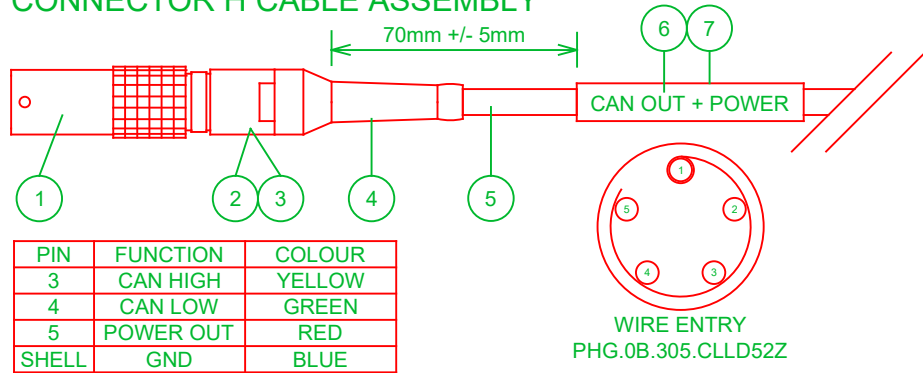 CONNECTOR H CABLE ASSEMBLY
70mm +/- 5mm
6 7
CAN OUT + POWER
1 2 3 4 5
PIN FUNCTION COLOUR
3 CAN HIGH YELLOW
4 CAN LOW GREEN
5 POWER OUT RED
SHELL GND BLUE
1
5 2
4 3
WIRE ENTRY
PHG.0B.305.CLLD52Z